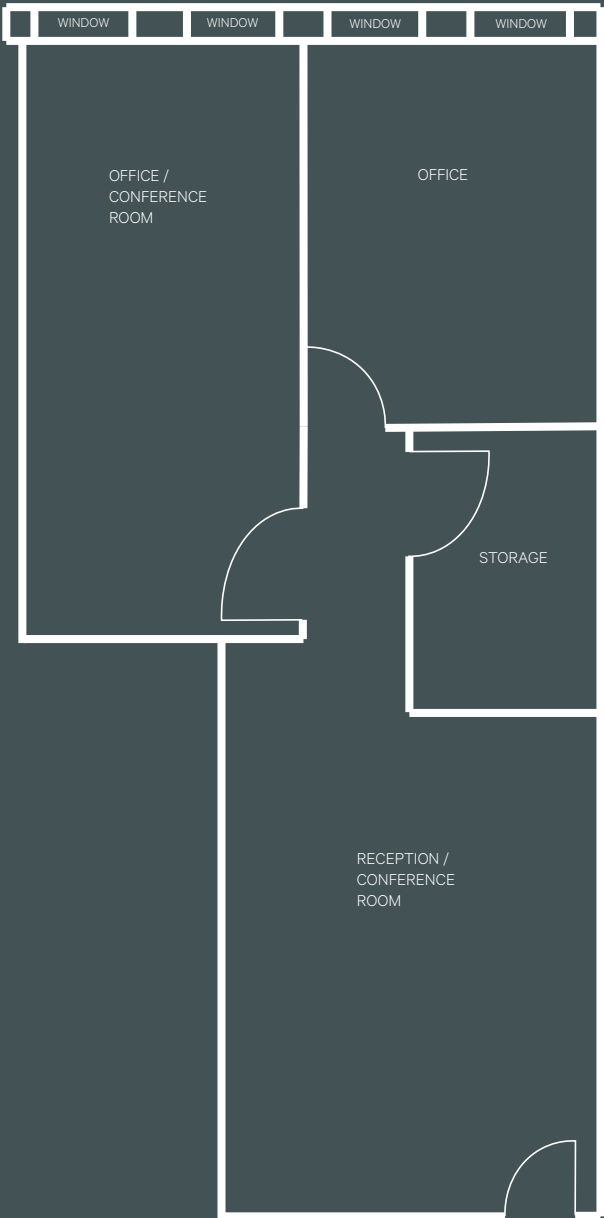 WINDOW
WINDOW
WINDOW
WINDOW
OFFICE /
CONFERENCE
ROOM
OFFICE
STORAGE
RECEPTION /
CONFERENCE
ROOM